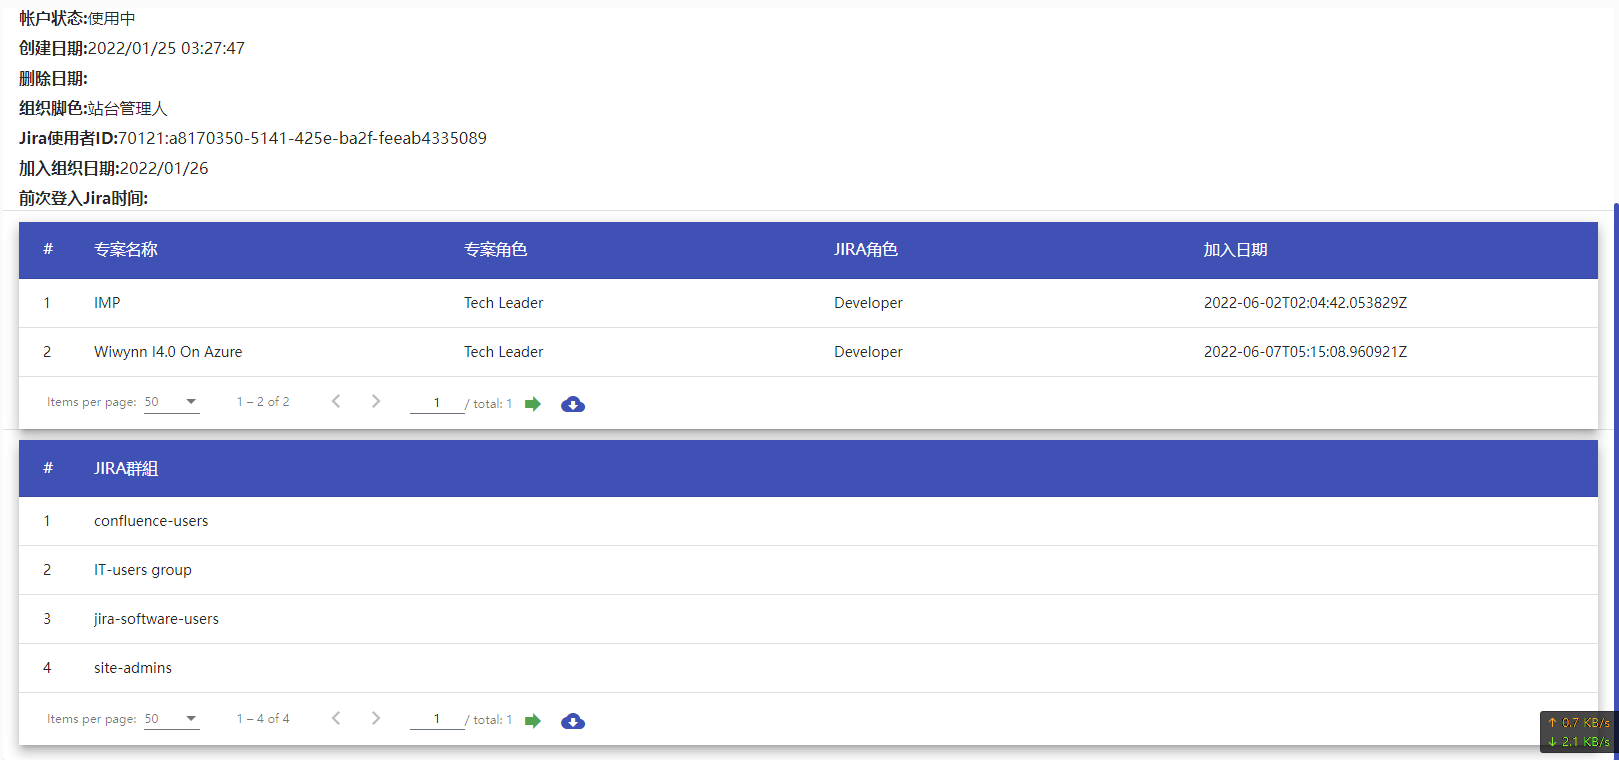 帐户状态:使用中
创建日期:2022/01/25 03:27:47
删除日期:
组织脚色:站台管理人
Jira使用者ID:70121:a8170350-5141-425e-ba2f-feeab4335089
加入组织日期:2022/01/26
前次登入Jira时间:
# 专案名称 专案角色 JIRA角色 加入日期
1 IMP Tech Leader Developer 2022-06-02T02:04:42.053829Z
2 Wiwynn I4.0 On Azure Tech Leader Developer 2022-06-07T05:15:08.960921Z
Items per page: 50 1 – 2 of 2 1 / total: 1
# JIRA群組
1 confluence-users
2 IT-users group
3 jira-software-users
4 site-admins
Items per page: 50 1 – 4 of 4 1 / total: 1
↑ 0.7 KB/s
↓ 2.1 KB/s